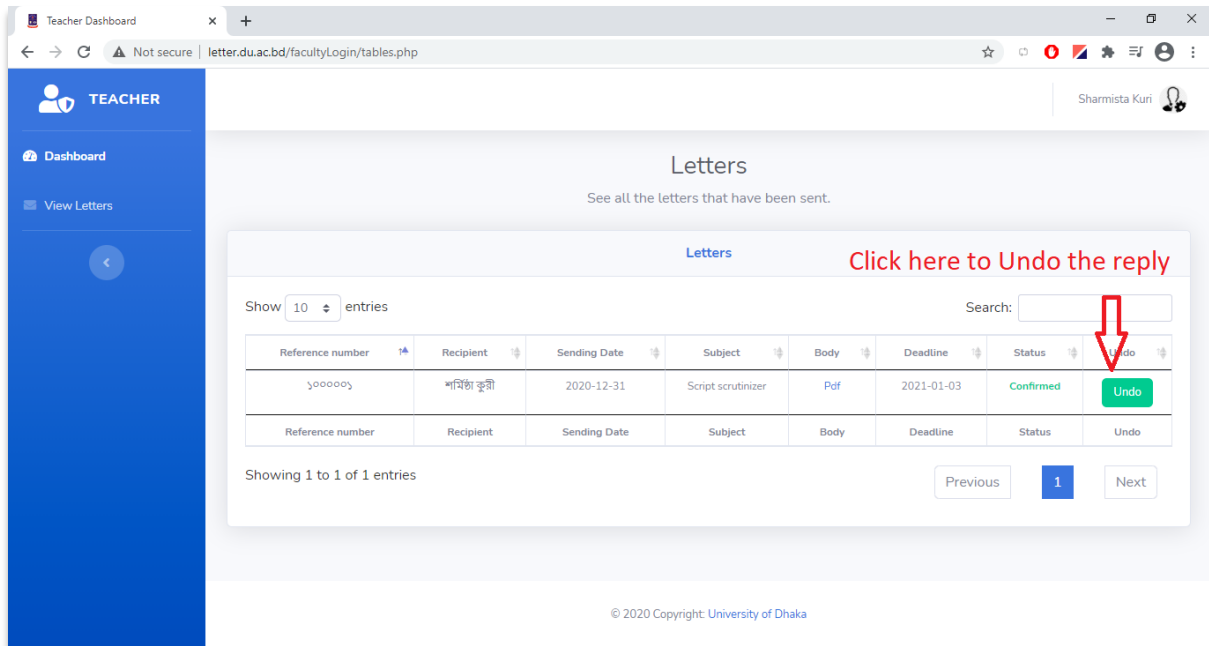 Teacher Dashboard
Not secure | letter.du.ac.bd/facultyLogin/tables.php
TEACHER
Sharmista Kuri
Dashboard
View Letters
Letters
See all the letters that have been sent.
Letters
Click here to Undo the reply
Show 10 entries
Search:
Reference number Recipient Sending Date Subject Body Deadline Status Undo
১০০০০০১ শর্মিষ্ঠা কুরী 2020-12-31 Script scrutinizer Pdf 2021-01-03 Confirmed Undo
Reference number Recipient Sending Date Subject Body Deadline Status Undo
Showing 1 to 1 of 1 entries
Previous 1 Next
© 2020 Copyright: University of Dhaka